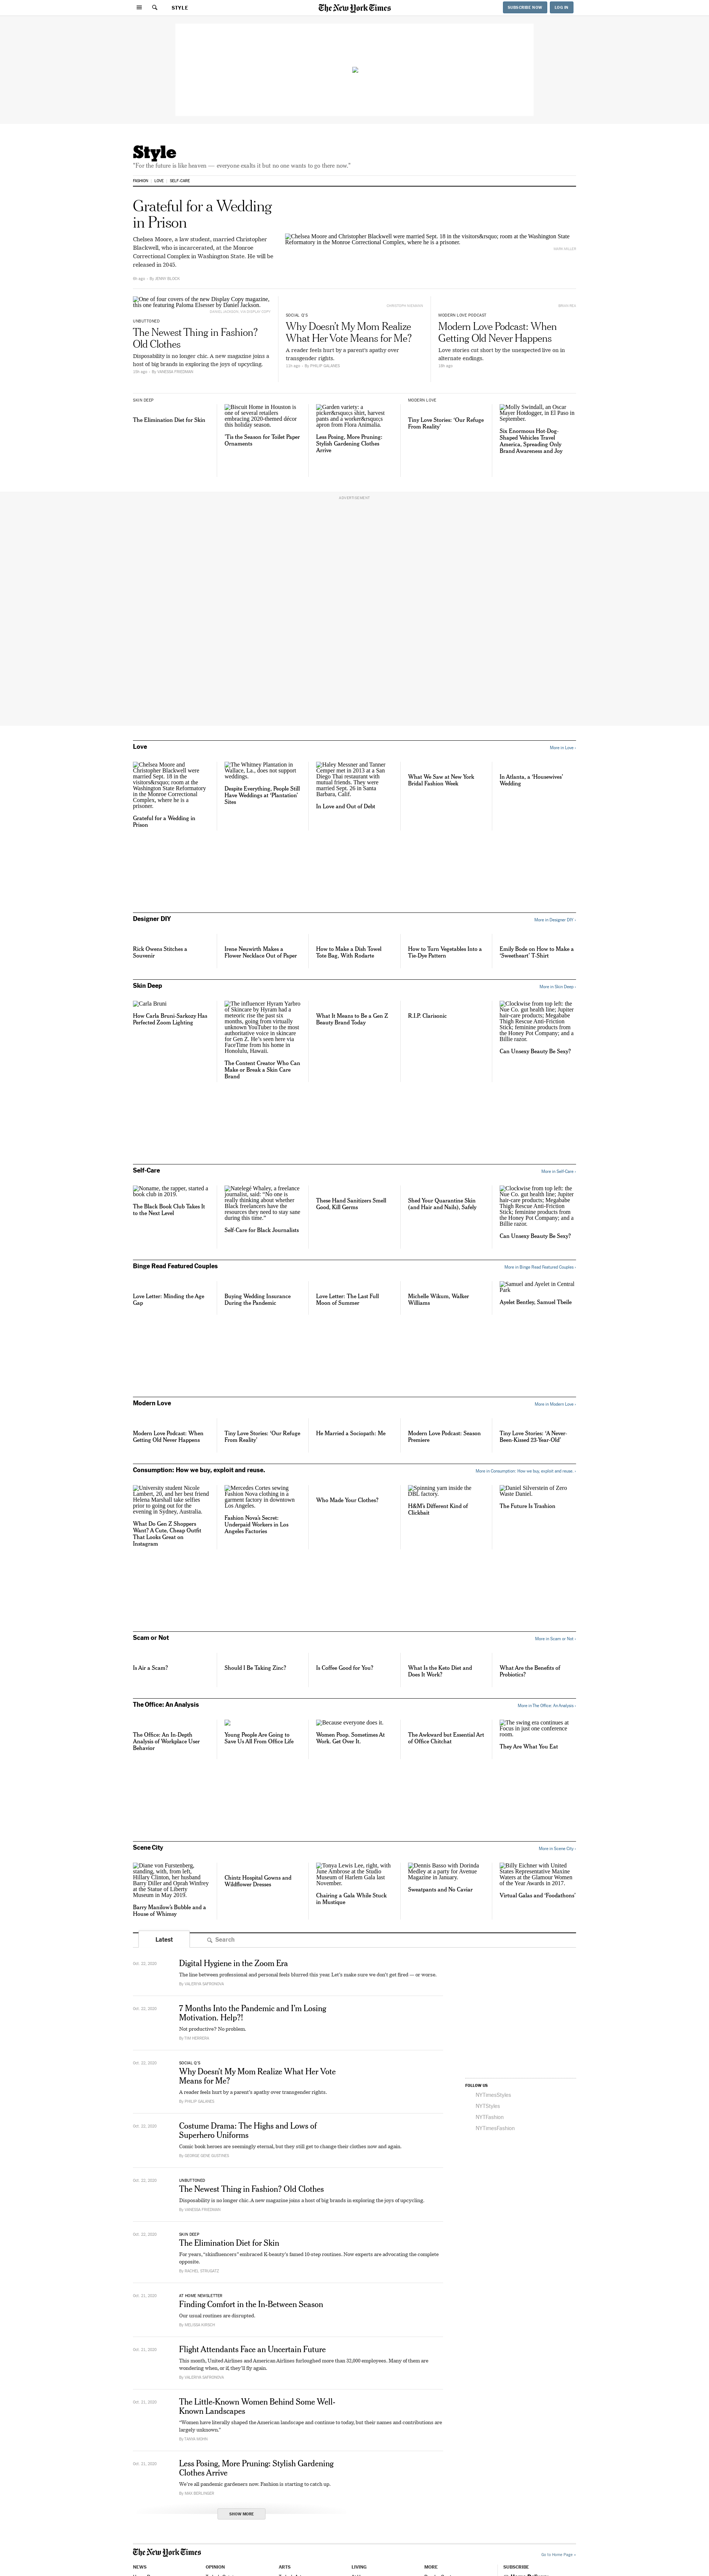 STYLE
The New York Times
SUBSCRIBE NOW
LOG IN
Style
"For the future is like heaven — everyone exalts it but no one wants to go there now."
FASHION
LOVE
SELF-CARE
Grateful for a Wedding
in Prison
Chelsea Moore, a law student, married Christopher
Blackwell, who is incarcerated, at the Monroe
Correctional Complex in Washington State. He will be
released in 2045.
Chelsea Moore and Christopher Blackwell were married Sept. 18 in the visitors&rsquo; room at the Washington State
Reformatory in the Monroe Correctional Complex, where he is a prisoner.
One of four covers of the new Display Copy magazine,
this one featuring Paloma Elsesser by Daniel Jackson.
UNBUTTONED
The Newest Thing in Fashion?
Old Clothes
Disposability is no longer chic. A new magazine joins a
host of big brands in exploring the joys of upcycling.
By VANESSA FRIEDMAN
SOCIAL Q'S
Why Doesn't My Mom Realize
What Her Vote Means for Me?
A reader feels hurt by a parent's apathy over
transgender rights.
By PHILIP GALANES
MODERN LOVE PODCAST
Modern Love Podcast: When
Getting Old Never Happens
Love stories cut short by the unexpected live on in
alternate endings.
SKIN DEEP
The Elimination Diet for Skin
Biscuit Home in Houston is
one of several retailers
embracing 2020-themed décor
this holiday season.
'Tis the Season for Toilet Paper
Ornaments
Garden variety: a
picker&rsquo;s shirt, harvest
pants and a worker&rsquo;s
apron from Flora Animalia.
Less Posing, More Pruning:
Stylish Gardening Clothes
Arrive
MODERN LOVE
Tiny Love Stories: 'Our Refuge
From Reality'
Molly Swindall, an Oscar
Mayer Hotdogger, in El Paso in
September.
Six Enormous Hot-Dog-
Shaped Vehicles Travel
America, Spreading Only
Brand Awareness and Joy
ADVERTISEMENT
Love
More in Love ›
Chelsea Moore and
Christopher Blackwell were
married Sept. 18 in the
visitors&rsquo; room at the
Washington State Reformatory
in the Monroe Correctional
Complex, where he is a
prisoner.
Grateful for a Wedding in
Prison
The Whitney Plantation in
Wallace, La., does not support
weddings.
Despite Everything, People Still
Have Weddings at 'Plantation'
Sites
Haley Messner and Tanner
Cemper met in 2013 at a San
Diego Thai restaurant with
mutual friends. They were
married Sept. 26 in Santa
Barbara, Calif.
In Love and Out of Debt
What We Saw at New York
Bridal Fashion Week
In Atlanta, a 'Housewives'
Wedding
Designer DIY
More in Designer DIY ›
Rick Owens Stitches a
Souvenir
Irene Neuwirth Makes a
Flower Necklace Out of Paper
How to Make a Dish Towel
Tote Bag, With Rodarte
How to Turn Vegetables Into a
Tie-Dye Pattern
Emily Bode on How to Make a
'Sweetheart' T-Shirt
Skin Deep
More in Skin Deep ›
Carla Bruni
How Carla Bruni-Sarkozy Has
Perfected Zoom Lighting
The influencer Hyram Yarbro
of Skincare by Hyram had a
meteoric rise the past six
months, going from virtually
unknown YouTuber to the most
authoritative voice in skincare
for Gen Z. He's seen here via
FaceTime from his home in
Honolulu, Hawaii.
The Content Creator Who Can
Make or Break a Skin Care
Brand
What It Means to Be a Gen Z
Beauty Brand Today
R.I.P. Clarisonic
Clockwise from top left: the
Nue Co. gut health line; Jupiter
hair-care products; Megababe
Thigh Rescue Anti-Friction
Stick; feminine products from
the Honey Pot Company; and a
Billie razor.
Can Unsexy Beauty Be Sexy?
Self-Care
More in Self-Care ›
Noname, the rapper, started a
book club in 2019.
The Black Book Club Takes It
to the Next Level
Natelegé Whaley, a freelance
journalist, said: "No one is
really thinking about whether
Black freelancers have the
resources they need to stay sane
during this time."
Self-Care for Black Journalists
These Hand Sanitizers Smell
Good, Kill Germs
Shed Your Quarantine Skin
(and Hair and Nails), Safely
Clockwise from top left: the
Nue Co. gut health line; Jupiter
hair-care products; Megababe
Thigh Rescue Anti-Friction
Stick; feminine products from
the Honey Pot Company; and a
Billie razor.
Can Unsexy Beauty Be Sexy?
Binge Read Featured Couples
More in Binge Read Featured Couples ›
Love Letter: Minding the Age
Gap
Buying Wedding Insurance
During the Pandemic
Love Letter: The Last Full
Moon of Summer
Michelle Wikum, Walker
Williams
Samuel and Ayelet in Central
Park
Ayelet Bentley, Samuel Tbeile
Modern Love
More in Modern Love ›
Modern Love Podcast: When
Getting Old Never Happens
Tiny Love Stories: 'Our Refuge
From Reality'
He Married a Sociopath: Me
Modern Love Podcast: Season
Premiere
Tiny Love Stories: 'A Never-
Been-Kissed 23-Year-Old'
Consumption: How we buy, exploit and reuse.
More in Consumption: How we buy, exploit and reuse. ›
University student Nicole
Lambert, 20, and her best friend
Helena Marshall take selfies
prior to going out for the
evening in Sydney, Australia.
What Do Gen Z Shoppers
Want? A Cute, Cheap Outfit
That Looks Great on
Instagram
Mercedes Cortes sewing
Fashion Nova clothing in a
garment factory in downtown
Los Angeles.
Fashion Nova's Secret:
Underpaid Workers in Los
Angeles Factories
Who Made Your Clothes?
Spinning yarn inside the
DBL factory.
H&M's Different Kind of
Clickbait
Daniel Silverstein of Zero
Waste Daniel.
The Future Is Trashion
Scam or Not
More in Scam or Not ›
Is Air a Scam?
Should I Be Taking Zinc?
Is Coffee Good for You?
What Is the Keto Diet and
Does It Work?
What Are the Benefits of
Probiotics?
The Office: An Analysis
More in The Office: An Analysis ›
The Office: An In-Depth
Analysis of Workplace User
Behavior
Young People Are Going to
Save Us All From Office Life
Because everyone does it.
Women Poop. Sometimes At
Work. Get Over It.
The Awkward but Essential Art
of Office Chitchat
The swing era continues at
Focus in just one conference
room.
They Are What You Eat
Scene City
More in Scene City ›
Diane von Furstenberg,
standing, with, from left,
Hillary Clinton, her husband
Barry Diller and Oprah Winfrey
at the Statue of Liberty
Museum in May 2019.
Barry Manilow's Bubble and a
House of Whimsy
Chintz Hospital Gowns and
Wildflower Dresses
Tonya Lewis Lee, right, with
June Ambrose at the Studio
Museum of Harlem Gala last
November.
Chairing a Gala While Stuck
in Mustique
Dennis Basso with Dorinda
Medley at a party for Avenue
Magazine in January.
Sweatpants and No Caviar
Billy Eichner with United
States Representative Maxine
Waters at the Glamour Women
of the Year Awards in 2017.
Virtual Galas and 'Foodathons'
Latest
Search
Oct. 22, 2020
Digital Hygiene in the Zoom Era
The line between professional and personal feels blurred this year. Let's make sure we don't get fired — or worse.
By VALERIYA SAFRONOVA
Oct. 22, 2020
7 Months Into the Pandemic and I'm Losing
Motivation. Help?!
Not productive? No problem.
By TIM HERRERA
Oct. 22, 2020
SOCIAL Q'S
Why Doesn't My Mom Realize What Her Vote
Means for Me?
A reader feels hurt by a parent's apathy over transgender rights.
By PHILIP GALANES
Oct. 22, 2020
Costume Drama: The Highs and Lows of
Superhero Uniforms
Comic book heroes are seemingly eternal, but they still get to change their clothes now and again.
By GEORGE GENE GUSTINES
Oct. 22, 2020
UNBUTTONED
The Newest Thing in Fashion? Old Clothes
Disposability is no longer chic. A new magazine joins a host of big brands in exploring the joys of upcycling.
By VANESSA FRIEDMAN
Oct. 22, 2020
SKIN DEEP
The Elimination Diet for Skin
For years, "skinfluencers" embraced K-beauty's famed 10-step routines. Now experts are advocating the complete
opposite.
By RACHEL STRUGATZ
Oct. 21, 2020
AT HOME NEWSLETTER
Finding Comfort in the In-Between Season
Our usual routines are disrupted.
By MELISSA KIRSCH
Oct. 21, 2020
Flight Attendants Face an Uncertain Future
This month, United Airlines and American Airlines furloughed more than 32,000 employees. Many of them are
wondering when, or if, they'll fly again.
By VALERIYA SAFRONOVA
Oct. 21, 2020
The Little-Known Women Behind Some Well-
Known Landscapes
"Women have literally shaped the American landscape and continue to today, but their names and contributions are
largely unknown."
Oct. 21, 2020
Less Posing, More Pruning: Stylish Gardening
Clothes Arrive
We're all pandemic gardeners now. Fashion is starting to catch up.
By MAX BERLINGER
SHOW MORE
FOLLOW US
NYTimesStyles
NYTStyles
NYTFashion
NYTimesFashion
The New York Times
Go to Home Page »
NEWS
OPINION
ARTS
LIVING
MORE
SUBSCRIBE